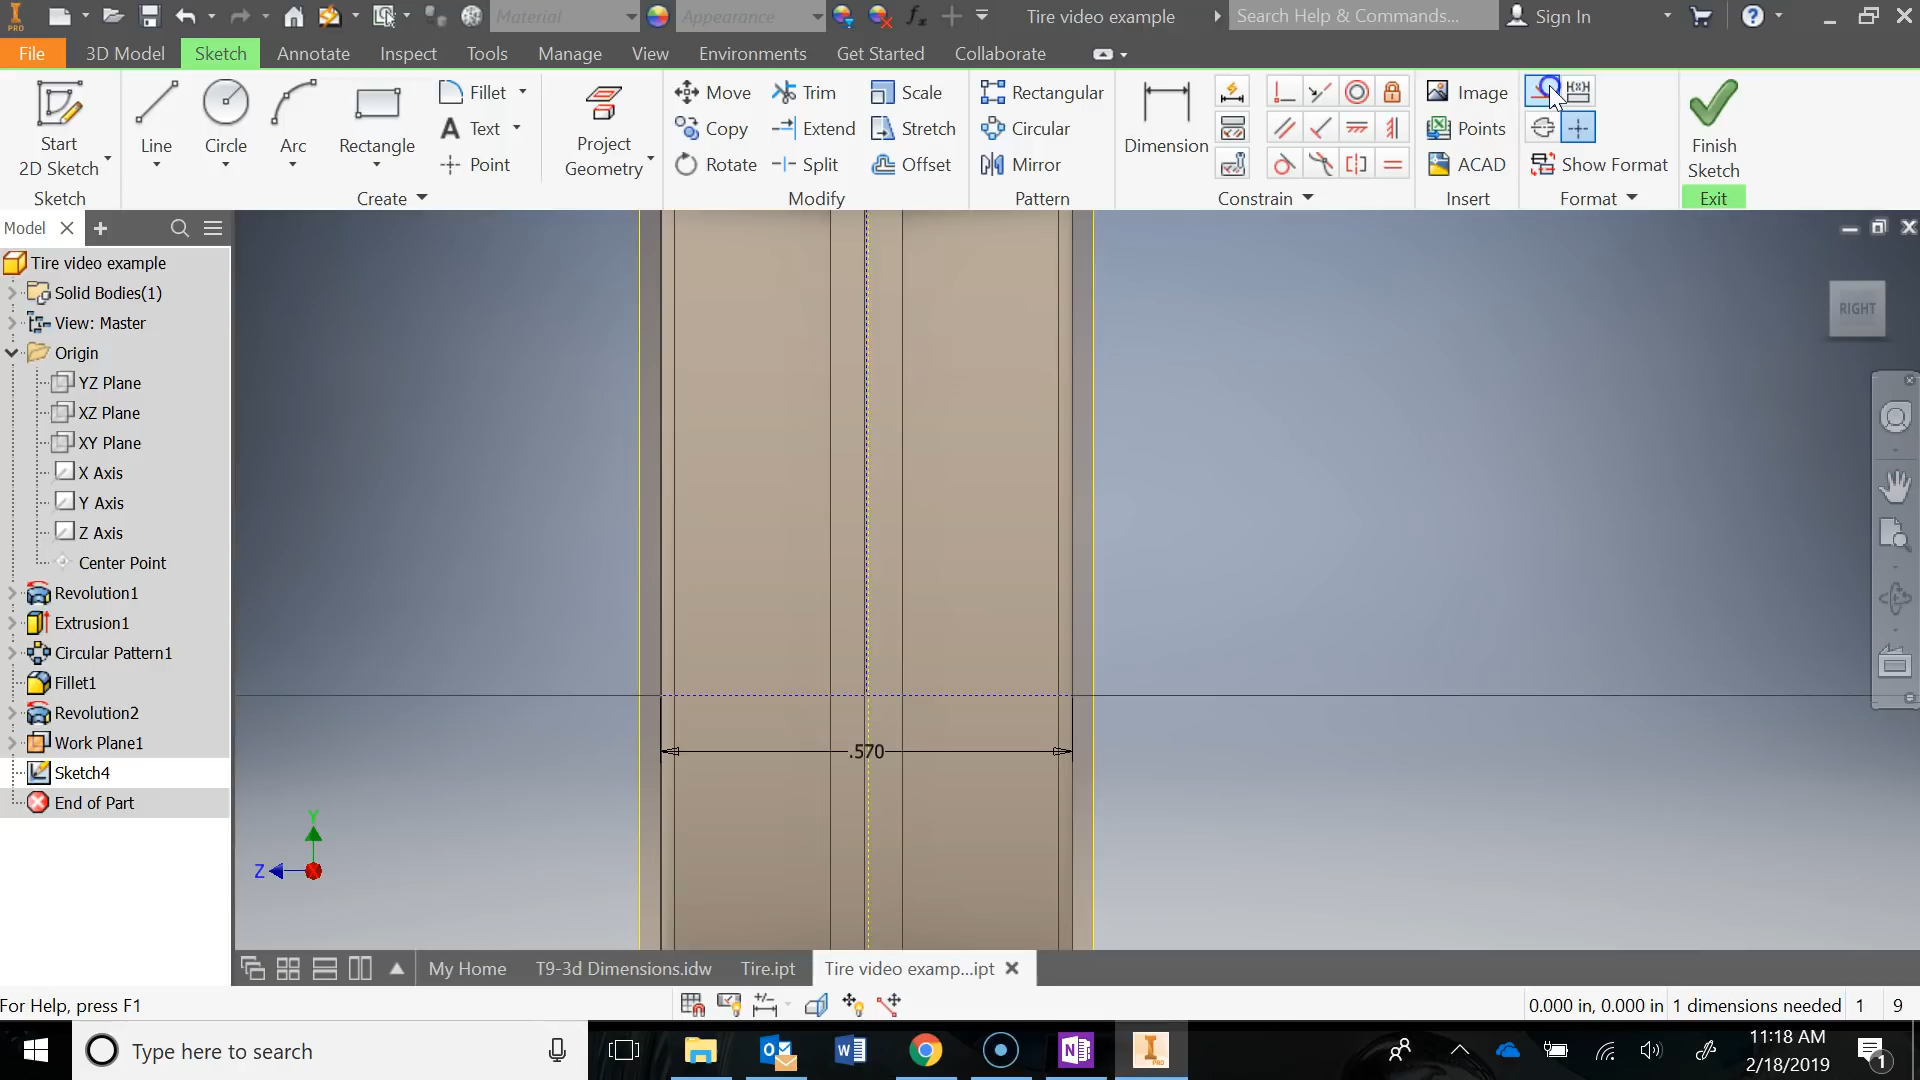 PRO
Material
Appearance
Tire video example
Search Help & Commands...
Sign In
File
3D Model
Sketch
Annotate
Inspect
Tools
Manage
View
Environments
Get Started
Collaborate
Start
2D Sketch
Line
Circle
Arc
Rectangle
Fillet
Text
Point
Project
Geometry
Move
Copy
Rotate
Trim
Extend
Split
Scale
Stretch
Offset
Rectangular
Circular
Mirror
Dimension
Image
Points
ACAD
Show Format
Finish
Sketch
Sketch
Create
Modify
Pattern
Constrain
Insert
Format
Exit
Model
Tire video example
Solid Bodies(1)
View: Master
Origin
YZ Plane
XZ Plane
XY Plane
X Axis
Y Axis
Z Axis
Center Point
Revolution1
Extrusion1
Circular Pattern1
Fillet1
Revolution2
Work Plane1
Sketch4
End of Part
RIGHT
.570
Y
Z
My Home
T9-3d Dimensions.idw
Tire.ipt
Tire video examp...ipt
For Help, press F1
0.000 in, 0.000 in
1 dimensions needed
1
9
Type here to search
11:18 AM
2/18/2019
1